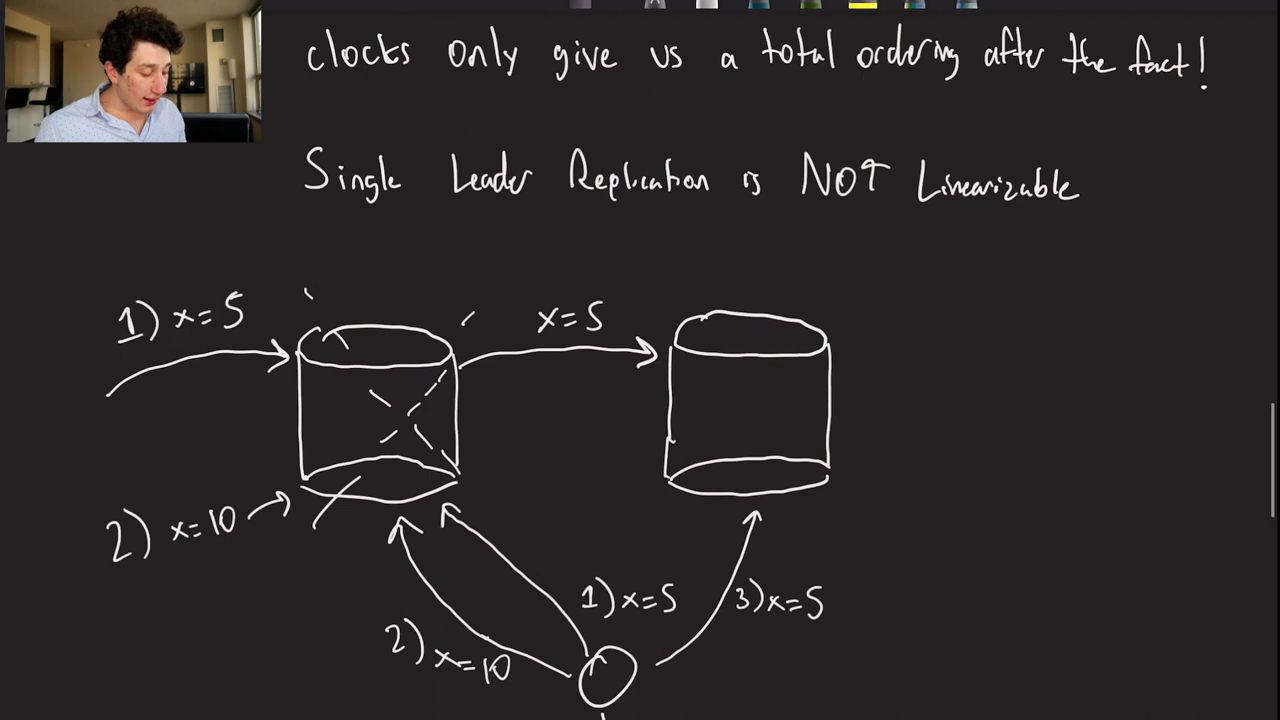 clocks only give us a total ordering after the fact!
Single Leader Replication is NOT Linearizable
1) x=5
x=5
2) x=10
1) x=5
3) x=5
2) x=10